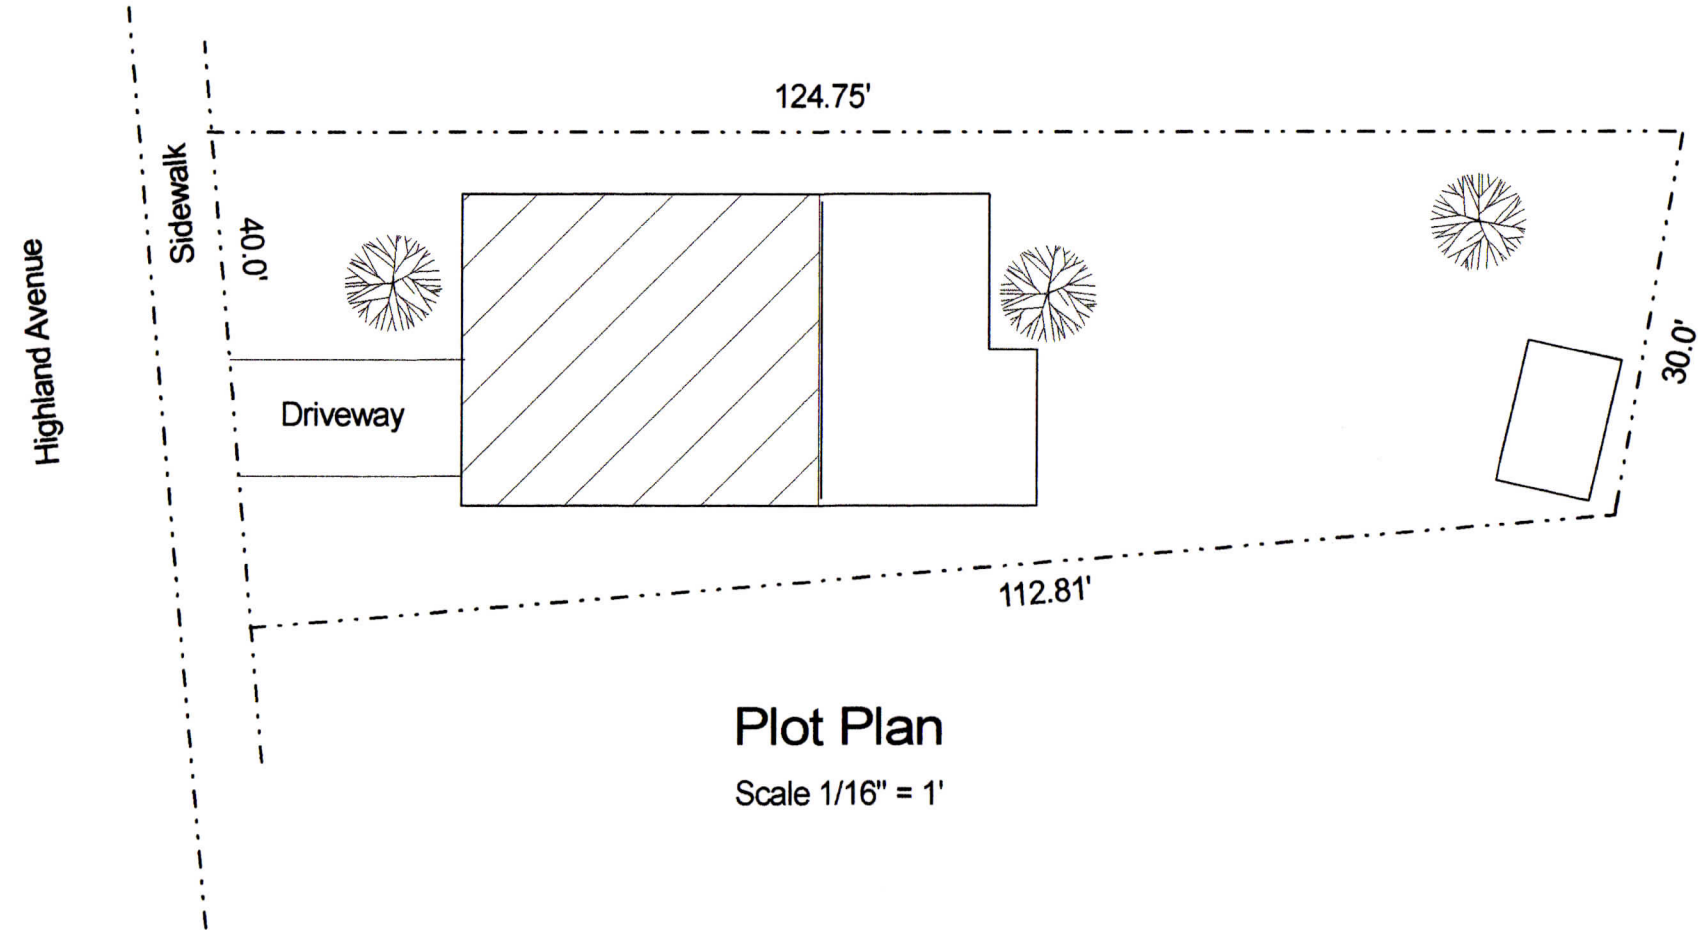 124.75'
Sidewalk
40.0'
Highland Avenue
30.0'
Driveway
112.81'
Plot Plan
Scale 1/16" = 1'